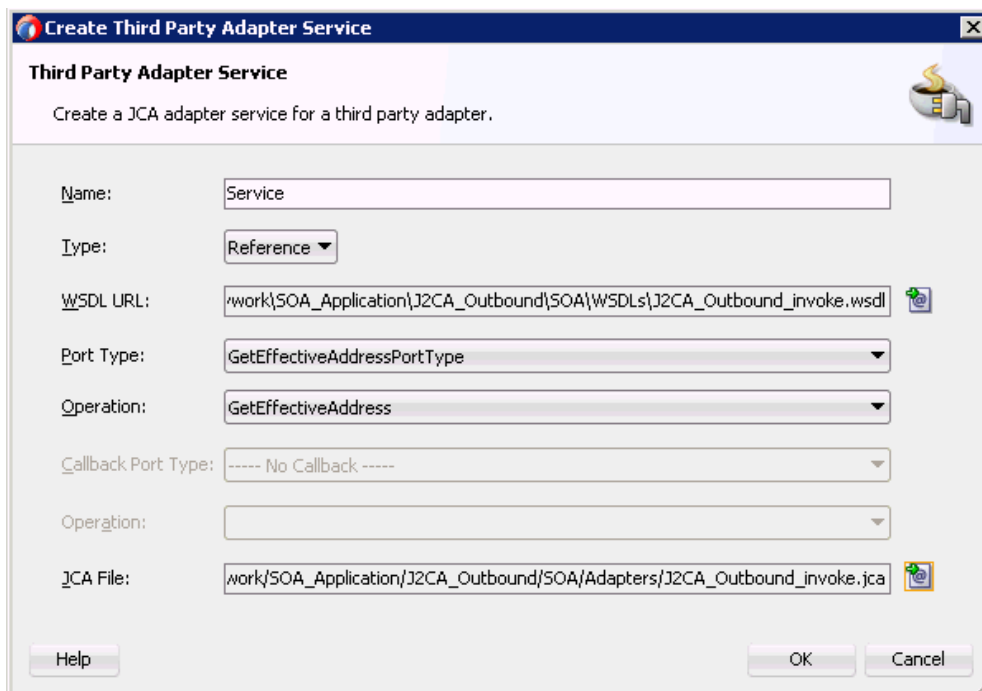 Create Third Party Adapter Service
Third Party Adapter Service
Create a JCA adapter service for a third party adapter.
Name: Service
Type: Reference
WSDL URL: work\SOA_Application\J2CA_Outbound\SOA\WSDLs\J2CA_Outbound_invoke.wsdl
Port Type: GetEffectiveAddressPortType
Operation: GetEffectiveAddress
Callback Port Type: ----- No Callback -----
Operation:
JCA File: work/SOA_Application/J2CA_Outbound/SOA/Adapters/J2CA_Outbound_invoke.jca
Help OK Cancel